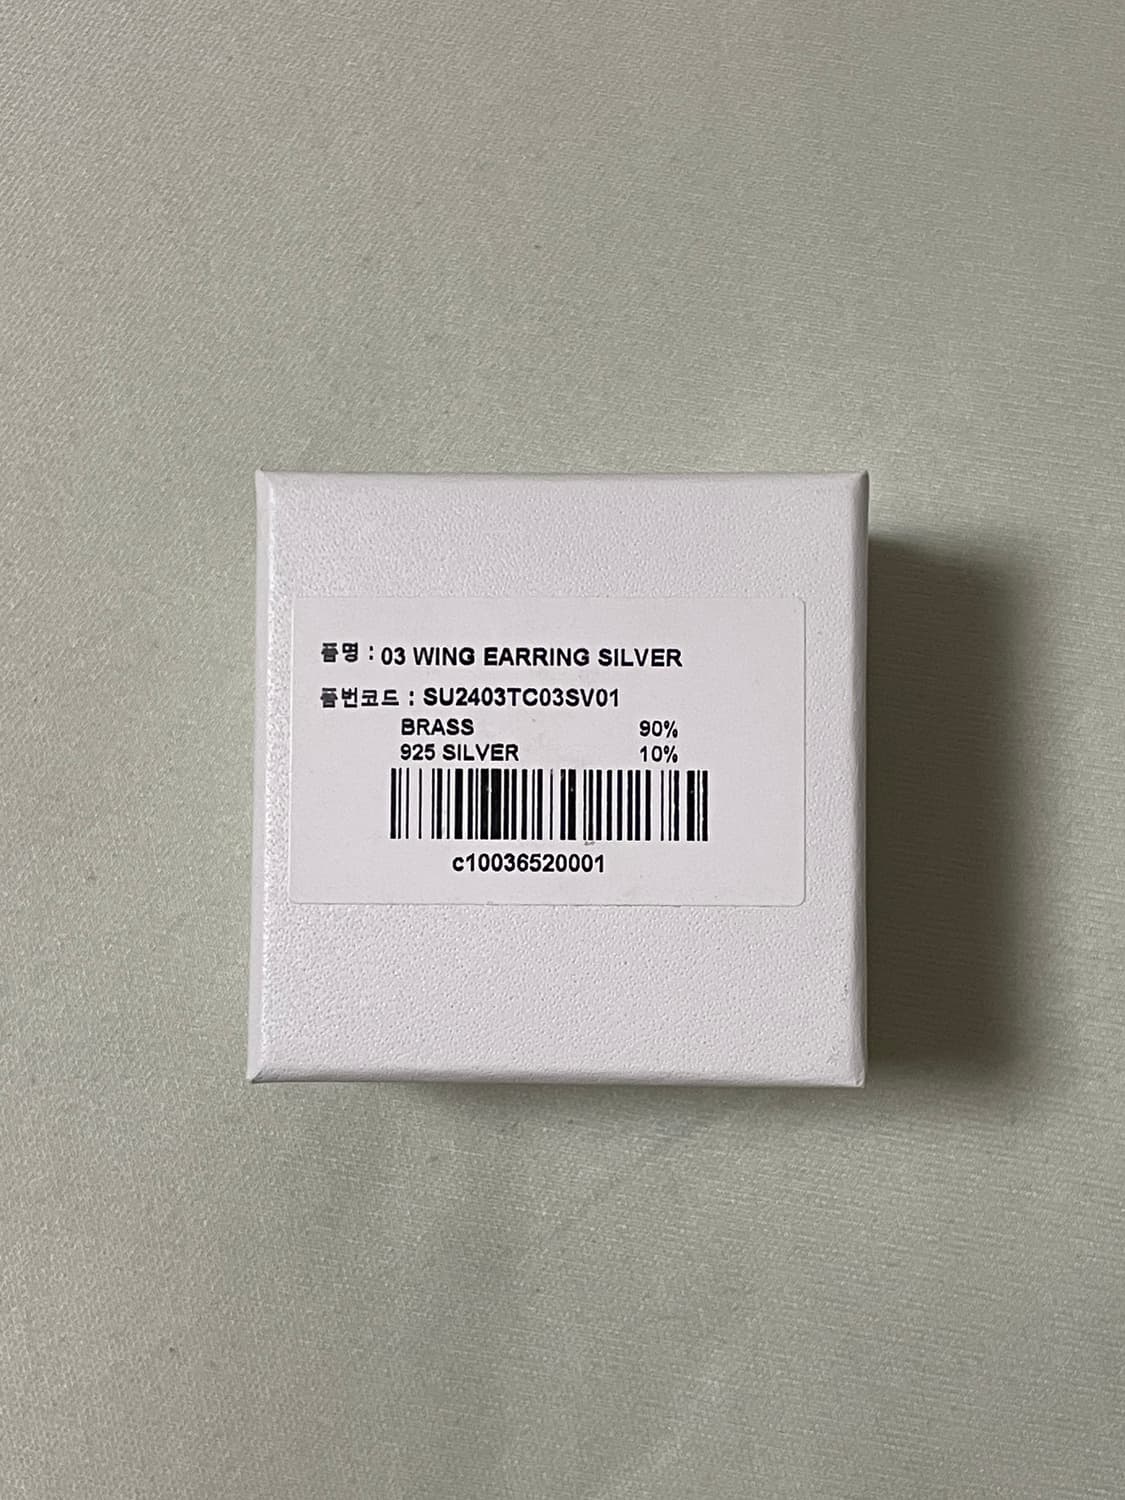 품명 : 03 WING EARRING SILVER
품번코드 : SU2403TC03SV01
BRASS 90%
925 SILVER 10%
c10036520001